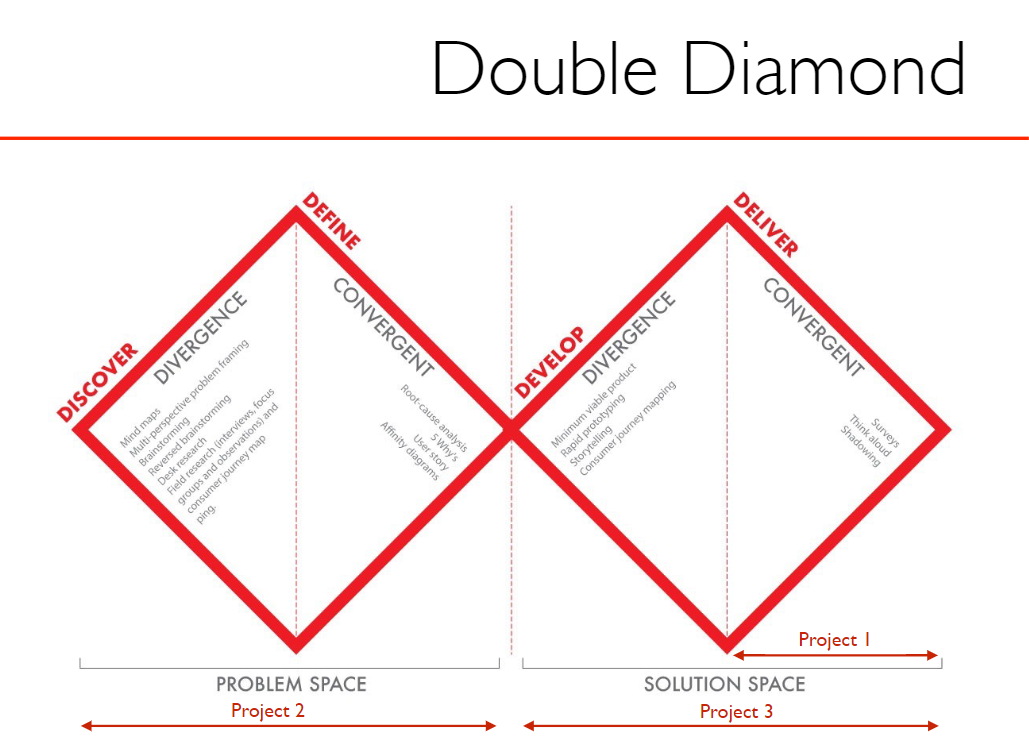 Double Diamond
DISCOVER
DIVERGENCE
Mind maps
Multi-perspective problem framing
Brainstorming
Reversed brainstorming
Desk research
Field research (interviews, focus
groups and observations) and
consumer journey map
ping.
DEFINE
CONVERGENT
Root-cause analysis
5 Why's
User story
Affinity diagrams
DEVELOP
DIVERGENCE
Minimum viable product
Rapid prototyping
Storytelling
Consumer journey mapping
DELIVER
CONVERGENT
Surveys
Think aloud
Shadowing
Project 1
PROBLEM SPACE
SOLUTION SPACE
Project 2
Project 3